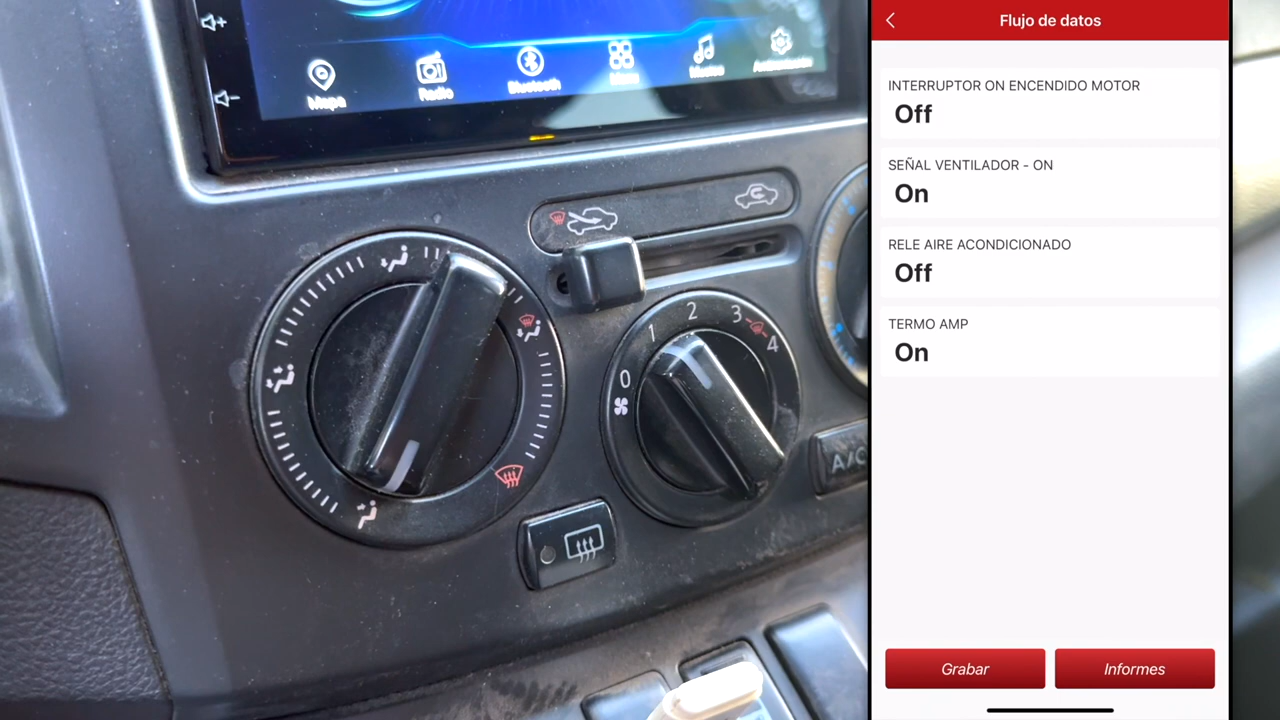 Mapa
Radio
Bluetooth
Música
0
1
2
3
4
A/C
Flujo de datos
INTERRUPTOR ON ENCENDIDO MOTOR
Off
SEÑAL VENTILADOR - ON
On
RELE AIRE ACONDICIONADO
Off
TERMO AMP
On
Grabar
Informes